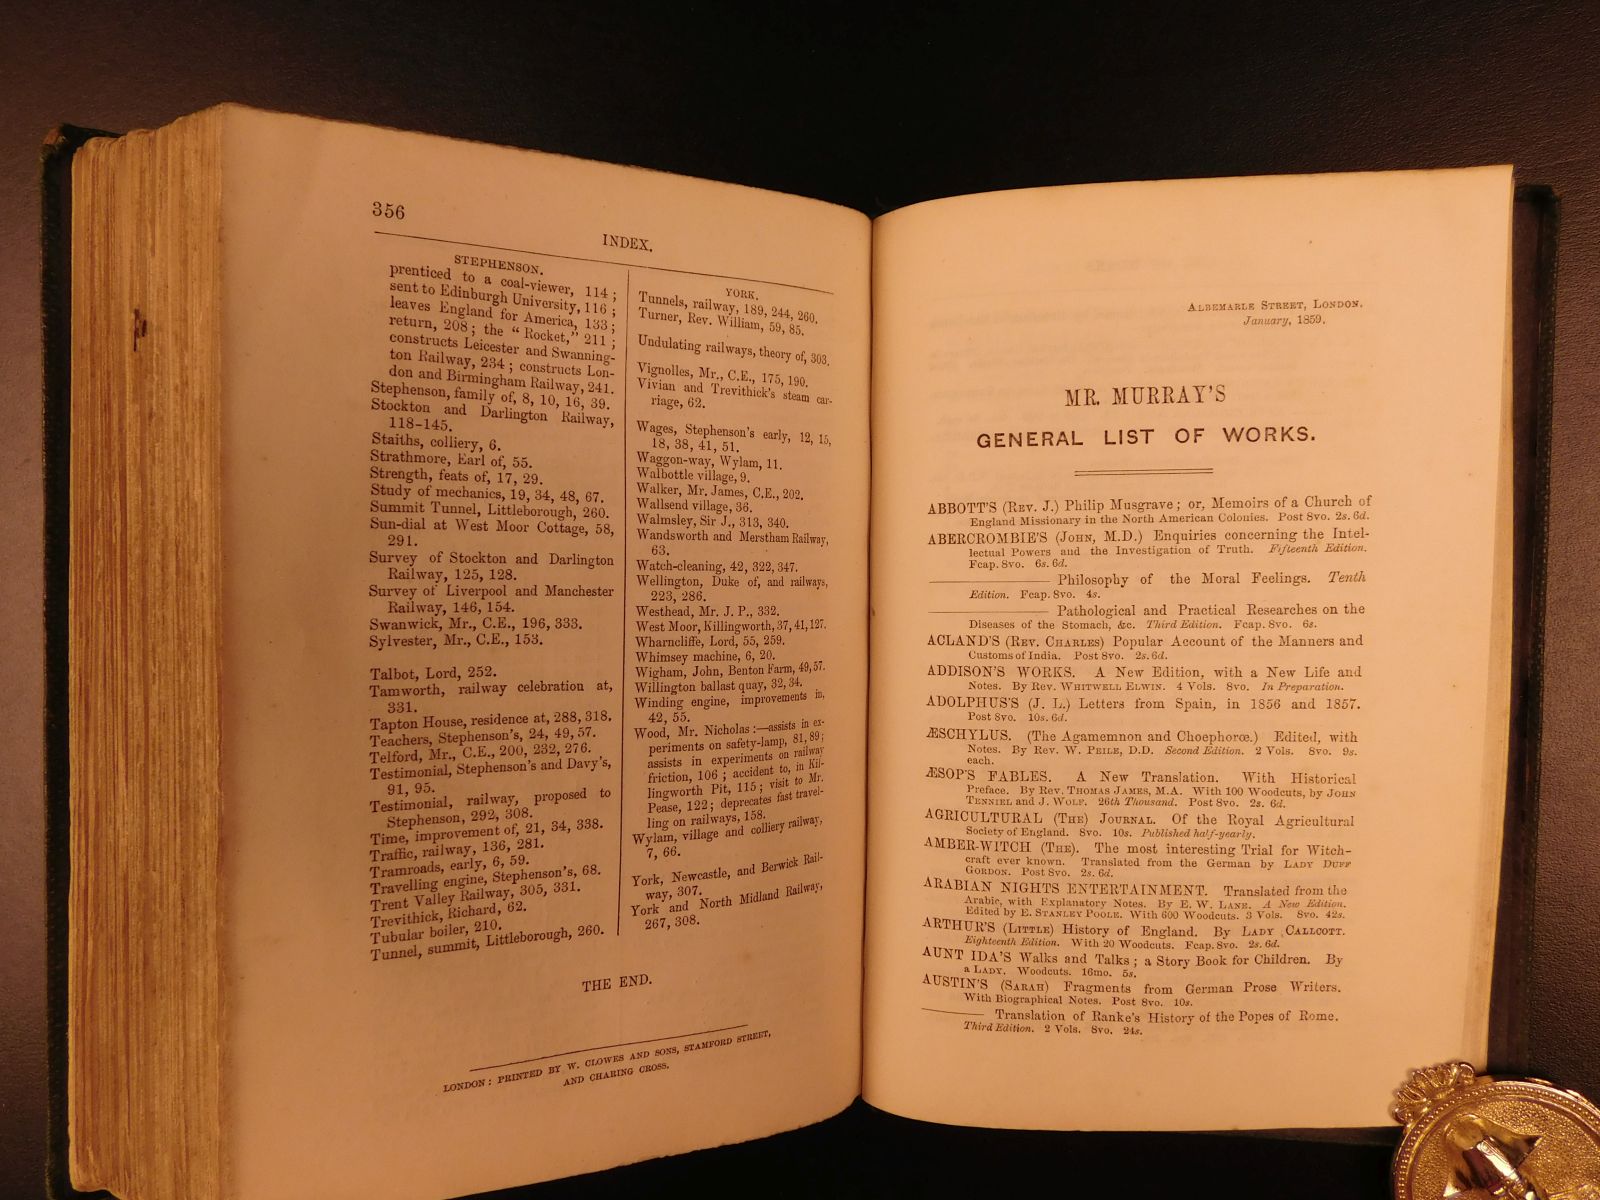 356
INDEX.
STEPHENSON.
prenticed to a coal-viewer, 114;
sent to Edinburgh University, 116;
leaves England for America, 133;
return, 208; the "Rocket," 211;
constructs Leicester and Swanning-
ton Railway, 234; constructs Lon-
don and Birmingham Railway, 241.
Stephenson, family of, 8, 10, 16, 39.
Stockton and Darlington Railway,
118-145.
Staiths, colliery, 6.
Strathmore, Earl of, 55.
Strength, feats of, 17, 29.
Study of mechanics, 19, 34, 48, 67.
Summit Tunnel, Littleborough, 260.
Sun-dial at West Moor Cottage, 58,
291.
Survey of Stockton and Darlington
Railway, 125, 128.
Survey of Liverpool and Manchester
Railway, 146, 154.
Swanwick, Mr., C.E., 196, 333.
Sylvester, Mr., C.E., 153.
Talbot, Lord, 252.
Tamworth, railway celebration at,
331.
Tapton House, residence at, 288, 318.
Teachers, Stephenson's, 24, 49, 57.
Telford, Mr., C.E., 200, 232, 276.
Testimonial, Stephenson's and Davy's,
91, 95.
Testimonial, railway, proposed to
Stephenson, 292, 308.
Time, improvement of, 21, 34, 338.
Traffic, railway, 136, 281.
Tramroads, early, 6, 59.
Travelling engine, Stephenson's, 68.
Trent Valley Railway, 305, 331.
Trevithick, Richard, 62.
Tubular boiler, 210.
Tunnel, summit, Littleborough, 260.
YORK.
Tunnels, railway, 189, 244, 260.
Turner, Rev. William, 59, 85.
Undulating railways, theory of, 303.
Vignolles, Mr., C.E., 175, 190.
Vivian and Trevithick's steam car-
riage, 62.
Wages, Stephenson's early, 12, 15,
18, 38, 41, 51.
Waggon-way, Wylam, 11.
Walbottle village, 9.
Walker, Mr. James, C.E., 202.
Wallsend village, 36.
Walmsley, Sir J., 313, 340.
Wandsworth and Merstham Railway,
63.
Watch-cleaning, 42, 322, 347.
Wellington, Duke of, and railways,
223, 286.
Westhead, Mr. J. P., 332.
West Moor, Killingworth, 37, 41, 127.
Wharncliffe, Lord, 55, 259.
Whimsey machine, 6, 20.
Wigham, John, Benton Farm, 49, 57.
Willington ballast quay, 32, 34.
Winding engine, improvements in,
42, 55.
Wood, Mr. Nicholas:—assists in ex-
periments on safety-lamp, 81, 89;
assists in experiments on railway
friction, 106; accident to, in Kil-
lingworth Pit, 115; visit to Mr.
Pease, 122; deprecates fast travel-
ling on railways, 158.
Wylam, village and colliery railway,
7, 66.
York, Newcastle, and Berwick Rail-
way, 307.
York and North Midland Railway,
267, 308.
THE END.
LONDON: PRINTED BY W. CLOWES AND SONS, STAMFORD STREET,
AND CHARING CROSS.
ALBEMARLE STREET, LONDON.
January, 1859.
MR. MURRAY'S
GENERAL LIST OF WORKS.
ABBOTT'S (REV. J.) Philip Musgrave; or, Memoirs of a Church of
England Missionary in the North American Colonies. Post 8vo. 2s. 6d.
ABERCROMBIE'S (JOHN, M.D.) Enquiries concerning the Intel-
lectual Powers and the Investigation of Truth. Fifteenth Edition.
Fcap. 8vo. 6s. 6d.
——— Philosophy of the Moral Feelings. Tenth
Edition. Fcap. 8vo. 4s.
——— Pathological and Practical Researches on the
Diseases of the Stomach, &c. Third Edition. Fcap. 8vo. 6s.
ACLAND'S (REV. CHARLES) Popular Account of the Manners and
Customs of India. Post 8vo. 2s. 6d.
ADDISON'S WORKS. A New Edition, with a New Life and
Notes. By REV. WHITWELL ELWIN. 4 Vols. 8vo. In Preparation.
ADOLPHUS'S (J. L.) Letters from Spain, in 1856 and 1857.
Post 8vo. 10s. 6d.
ÆSCHYLUS. (The Agamemnon and Choephoræ.) Edited, with
Notes. By REV. W. PEILE, D.D. Second Edition. 2 Vols. 8vo. 9s.
each.
ÆSOP'S FABLES. A New Translation. With Historical
Preface. By REV. THOMAS JAMES, M.A. With 100 Woodcuts, by JOHN
TENNIEL and J. WOLF. 26th Thousand. Post 8vo. 2s. 6d.
AGRICULTURAL (THE) JOURNAL. Of the Royal Agricultural
Society of England. 8vo. 10s. Published half-yearly.
AMBER-WITCH (THE). The most interesting Trial for Witch-
craft ever known. Translated from the German by LADY DUFF
GORDON. Post 8vo. 2s. 6d.
ARABIAN NIGHTS ENTERTAINMENT. Translated from the
Arabic, with Explanatory Notes. By E. W. LANE. A New Edition.
Edited by E. STANLEY POOLE. With 600 Woodcuts. 3 Vols. 8vo. 42s.
ARTHUR'S (LITTLE) History of England. By LADY CALLCOTT.
Eighteenth Edition. With 20 Woodcuts. Fcap. 8vo. 2s. 6d.
AUNT IDA'S Walks and Talks; a Story Book for Children. By
a LADY. Woodcuts. 16mo. 5s.
AUSTIN'S (SARAH) Fragments from German Prose Writers.
With Biographical Notes. Post 8vo. 10s.
——— Translation of Ranke's History of the Popes of Rome.
Third Edition. 2 Vols. 8vo. 24s.